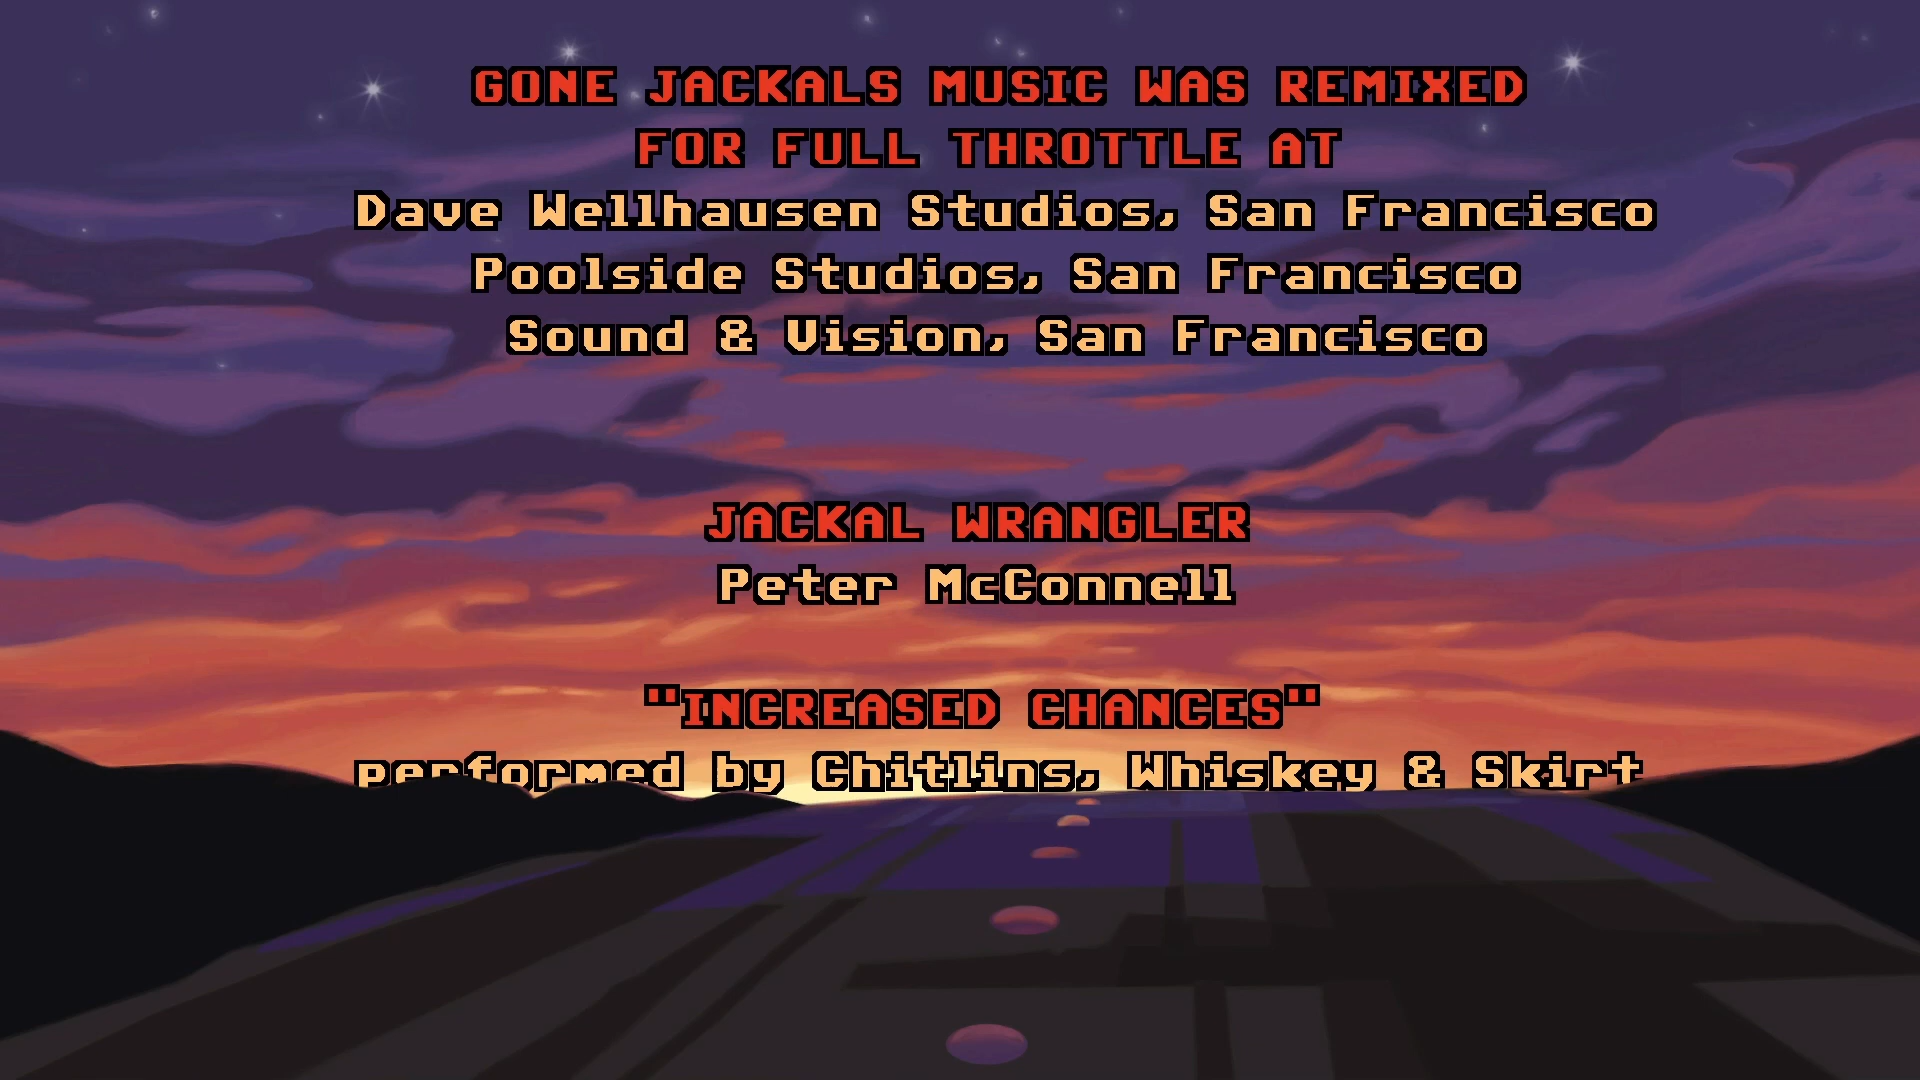 GONE JACKALS MUSIC WAS REMIXED
FOR FULL THROTTLE AT
Dave Wellhausen Studios, San Francisco
Poolside Studios, San Francisco
Sound & Vision, San Francisco
JACKAL WRANGLER
Peter McConnell
"INCREASED CHANCES"
performed by Chitlins, Whiskey & Skirt